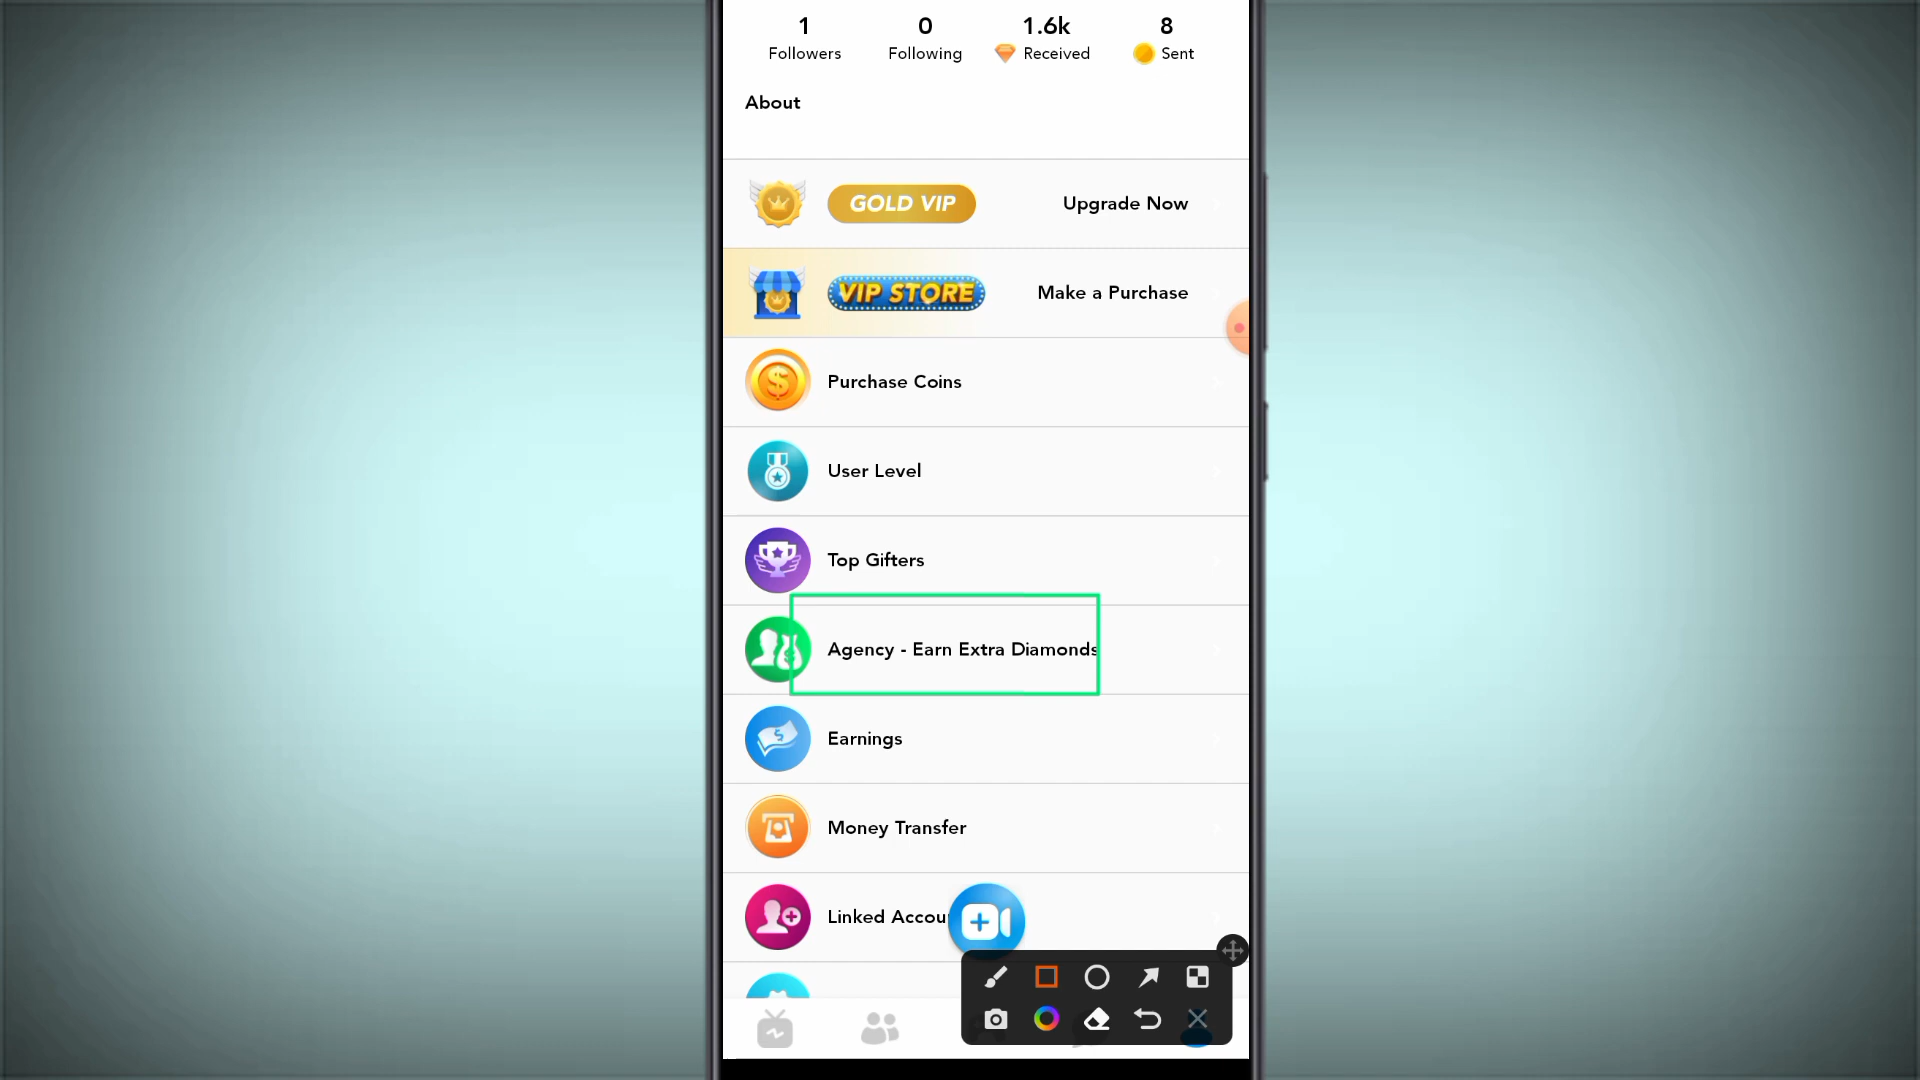 1 0 1.6k 8
Followers Following Received Sent
About
GOLD VIP Upgrade Now
VIP STORE Make a Purchase
Purchase Coins
User Level
Top Gifters
Agency - Earn Extra Diamonds
Earnings
Money Transfer
Linked Accou